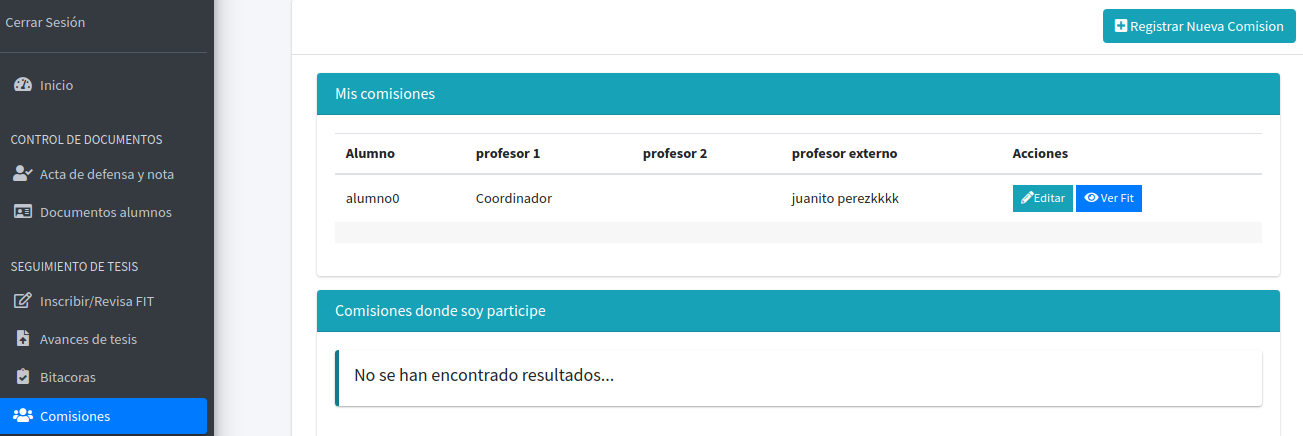 Cerrar Sesión
Inicio
CONTROL DE DOCUMENTOS
Acta de defensa y nota
Documentos alumnos
SEGUIMIENTO DE TESIS
Inscribir/Revisa FIT
Avances de tesis
Bitacoras
Comisiones
Registrar Nueva Comision
Mis comisiones
Alumno profesor 1 profesor 2 profesor externo Acciones
alumno0 Coordinador juanito perezkkkk Editar Ver Fit
Comisiones donde soy participe
No se han encontrado resultados...